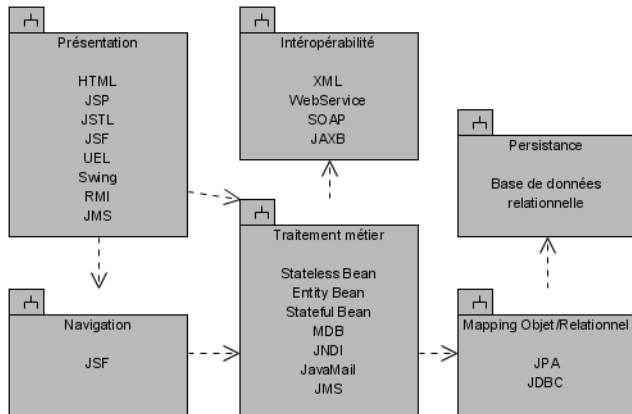 Présentation
HTML
JSP
JSTL
JSF
UEL
Swing
RMI
JMS
Intéropérabilité
XML
WebService
SOAP
JAXB
Persistance
Base de données
relationnelle
Traitement métier
Stateless Bean
Entity Bean
Stateful Bean
MDB
JNDI
JavaMail
JMS
Navigation
JSF
Mapping Objet/Relationnel
JPA
JDBC